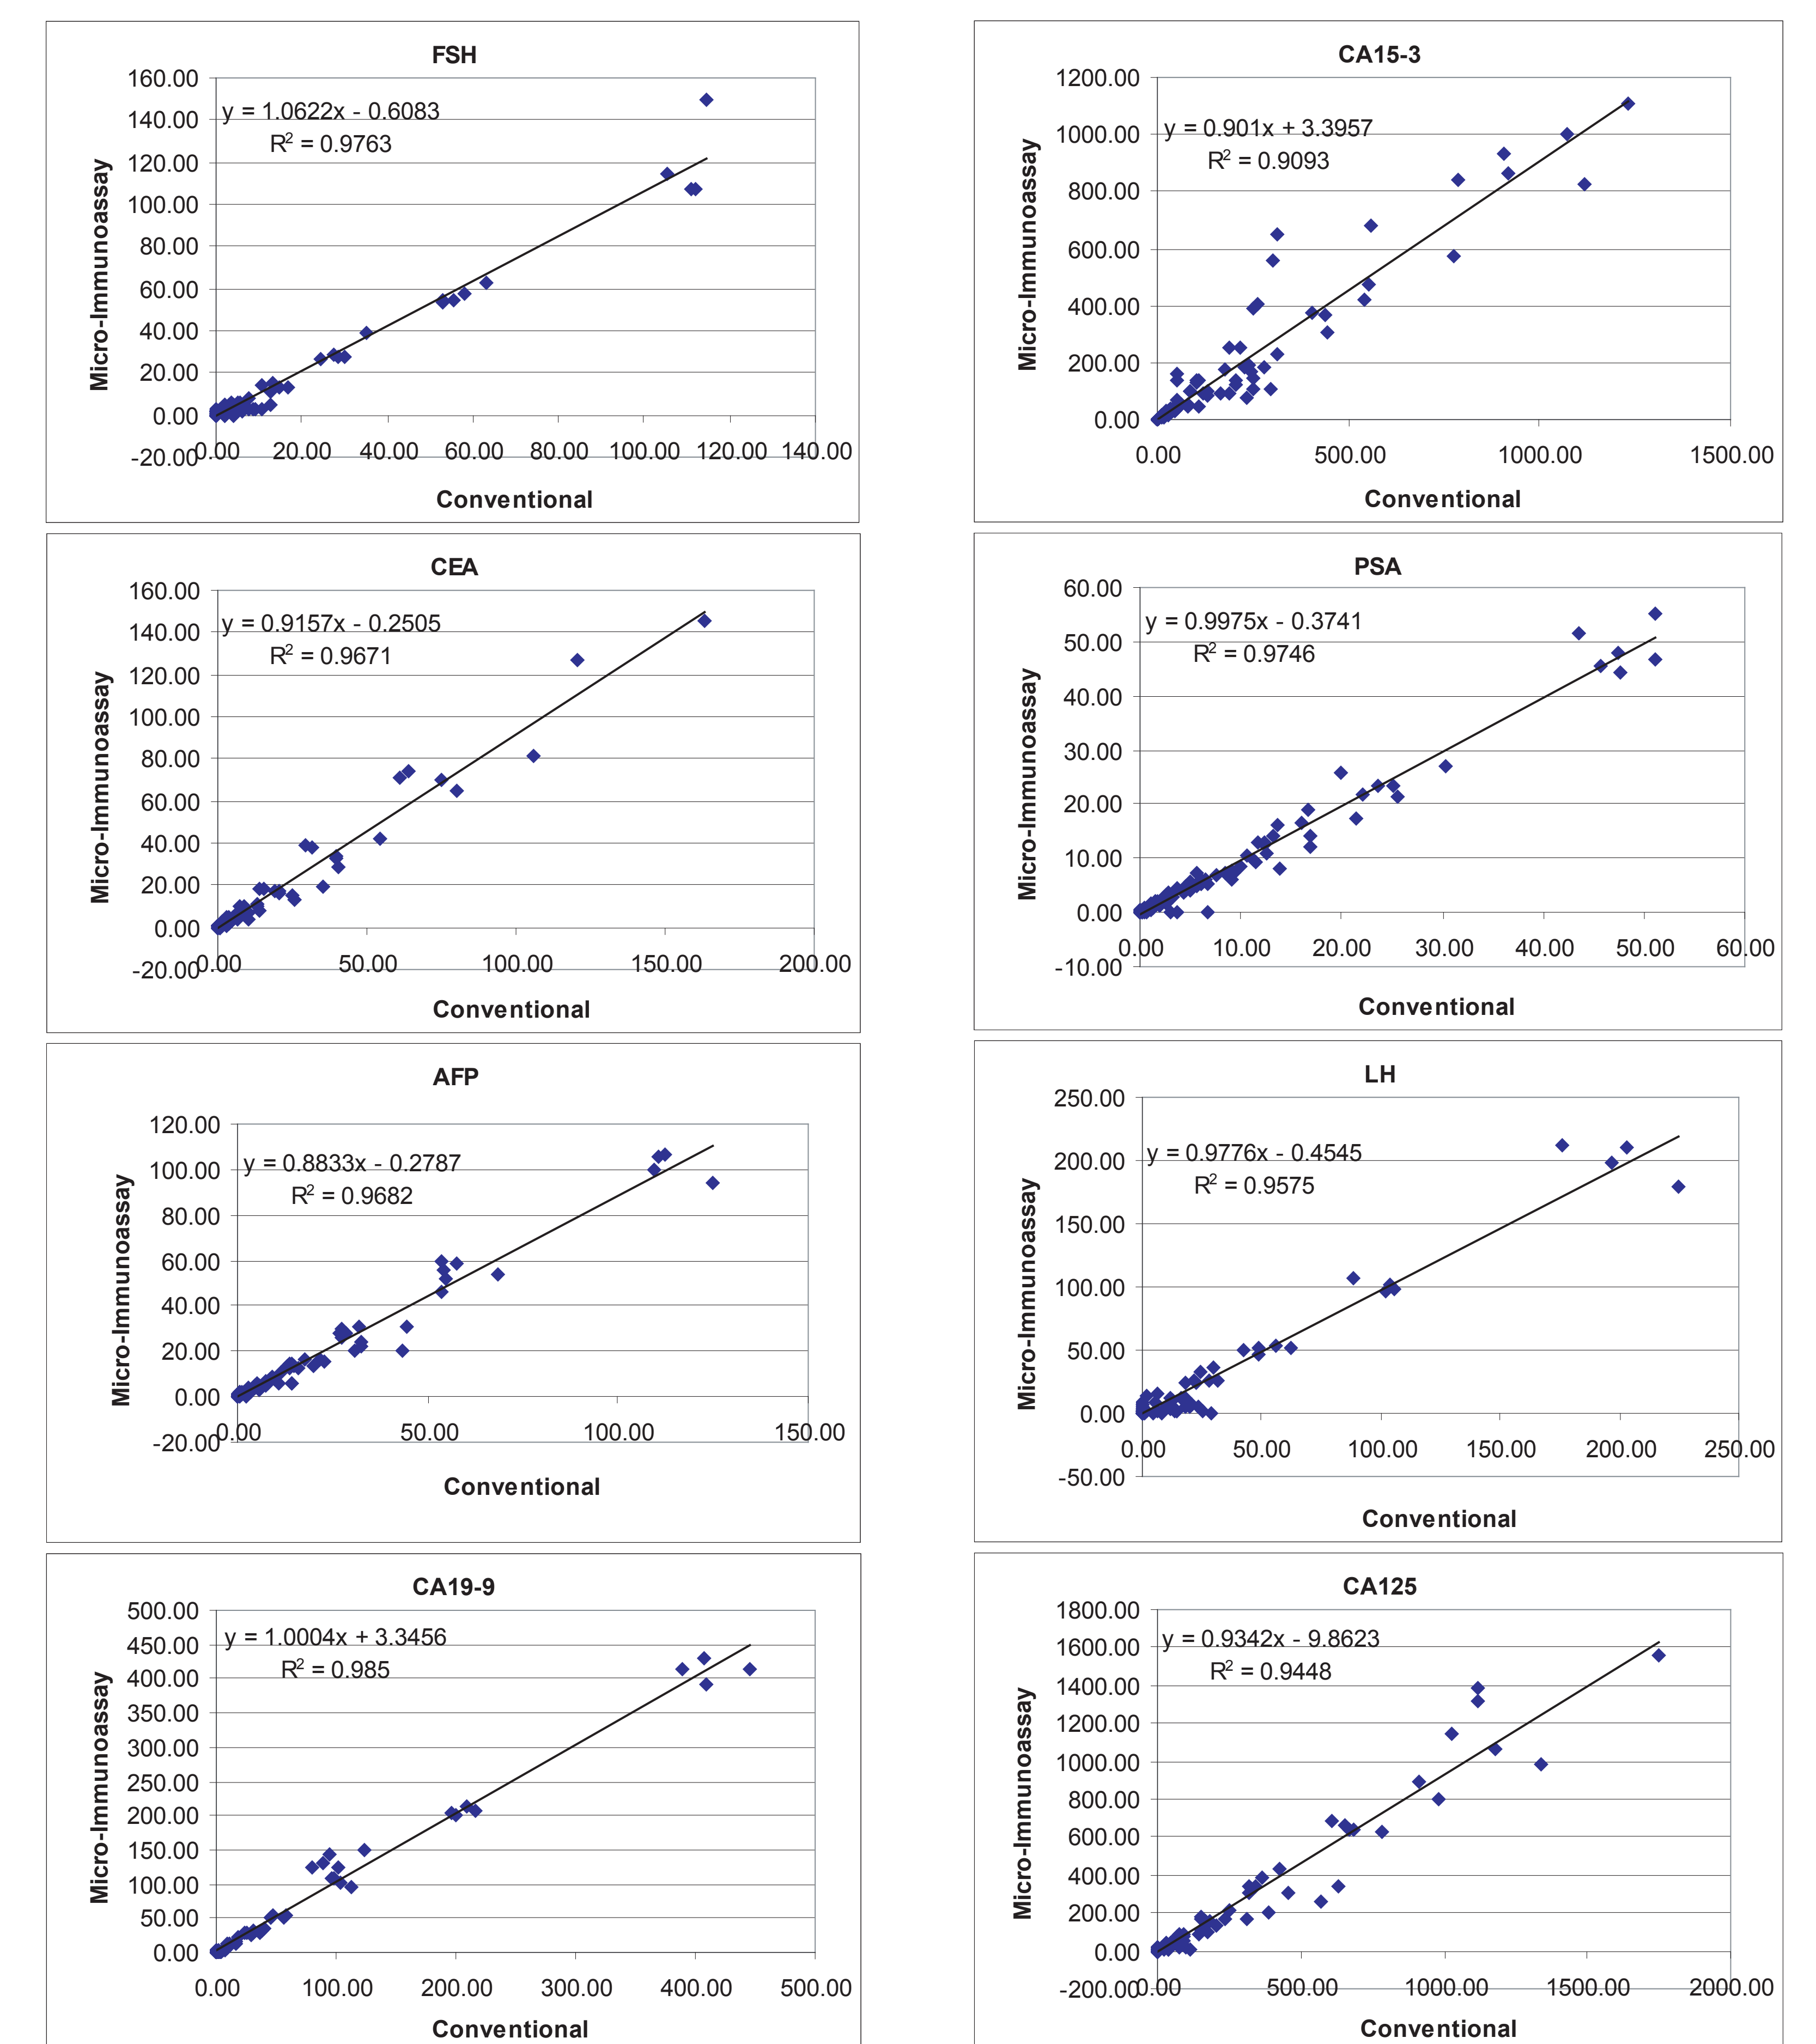 FSH
160.00
140.00
120.00
100.00
80.00
60.00
40.00
20.00
0.00
-20.00
y = 1.0622x - 0.6083
R² = 0.9763
Micro-Immunoassay
0.00 20.00 40.00 60.00 80.00 100.00 120.00 140.00
Conventional
CA15-3
1200.00
1000.00
800.00
600.00
400.00
200.00
0.00
y = 0.901x + 3.3957
R² = 0.9093
Micro-Immunoassay
0.00 500.00 1000.00 1500.00
Conventional
CEA
160.00
140.00
120.00
100.00
80.00
60.00
40.00
20.00
0.00
-20.00
y = 0.9157x - 0.2505
R² = 0.9671
Micro-Immunoassay
0.00 50.00 100.00 150.00 200.00
Conventional
PSA
60.00
50.00
40.00
30.00
20.00
10.00
0.00
-10.00
y = 0.9975x - 0.3741
R² = 0.9746
Micro-Immunoassay
0.00 10.00 20.00 30.00 40.00 50.00 60.00
Conventional
AFP
120.00
100.00
80.00
60.00
40.00
20.00
0.00
-20.00
y = 0.8833x - 0.2787
R² = 0.9682
Micro-Immunoassay
0.00 50.00 100.00 150.00
Conventional
LH
250.00
200.00
150.00
100.00
50.00
0.00
-50.00
y = 0.9776x - 0.4545
R² = 0.9575
Micro-Immunoassay
0.00 50.00 100.00 150.00 200.00 250.00
Conventional
CA19-9
500.00
450.00
400.00
350.00
300.00
250.00
200.00
150.00
100.00
50.00
0.00
y = 1.0004x + 3.3456
R² = 0.985
Micro-Immunoassay
0.00 100.00 200.00 300.00 400.00 500.00
Conventional
CA125
1800.00
1600.00
1400.00
1200.00
1000.00
800.00
600.00
400.00
200.00
0.00
-200.00
y = 0.9342x - 9.8623
R² = 0.9448
Micro-Immunoassay
0.00 500.00 1000.00 1500.00 2000.00
Conventional